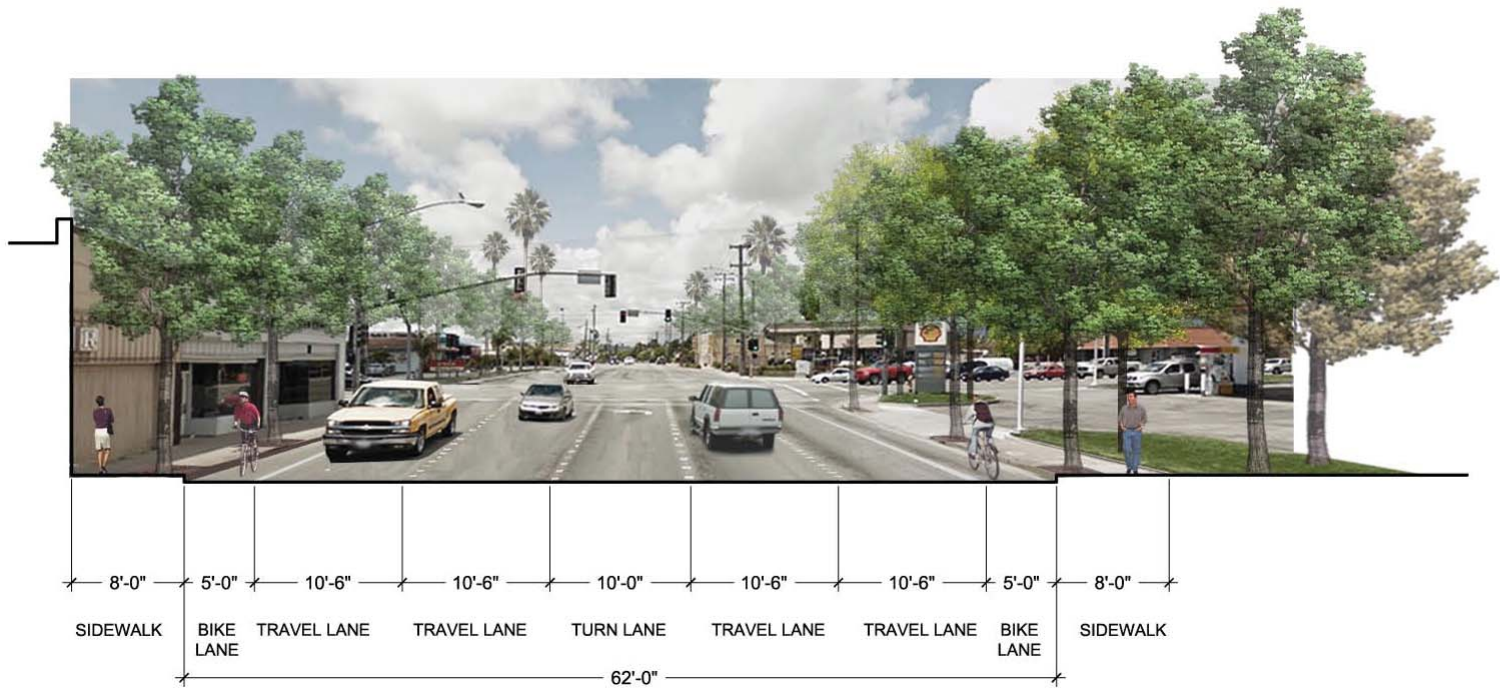 R
8'-0" 5'-0" 10'-6" 10'-6" 10'-0" 10'-6" 10'-6" 5'-0" 8'-0"
SIDEWALK BIKE LANE TRAVEL LANE TRAVEL LANE TURN LANE TRAVEL LANE TRAVEL LANE BIKE LANE SIDEWALK
62'-0"